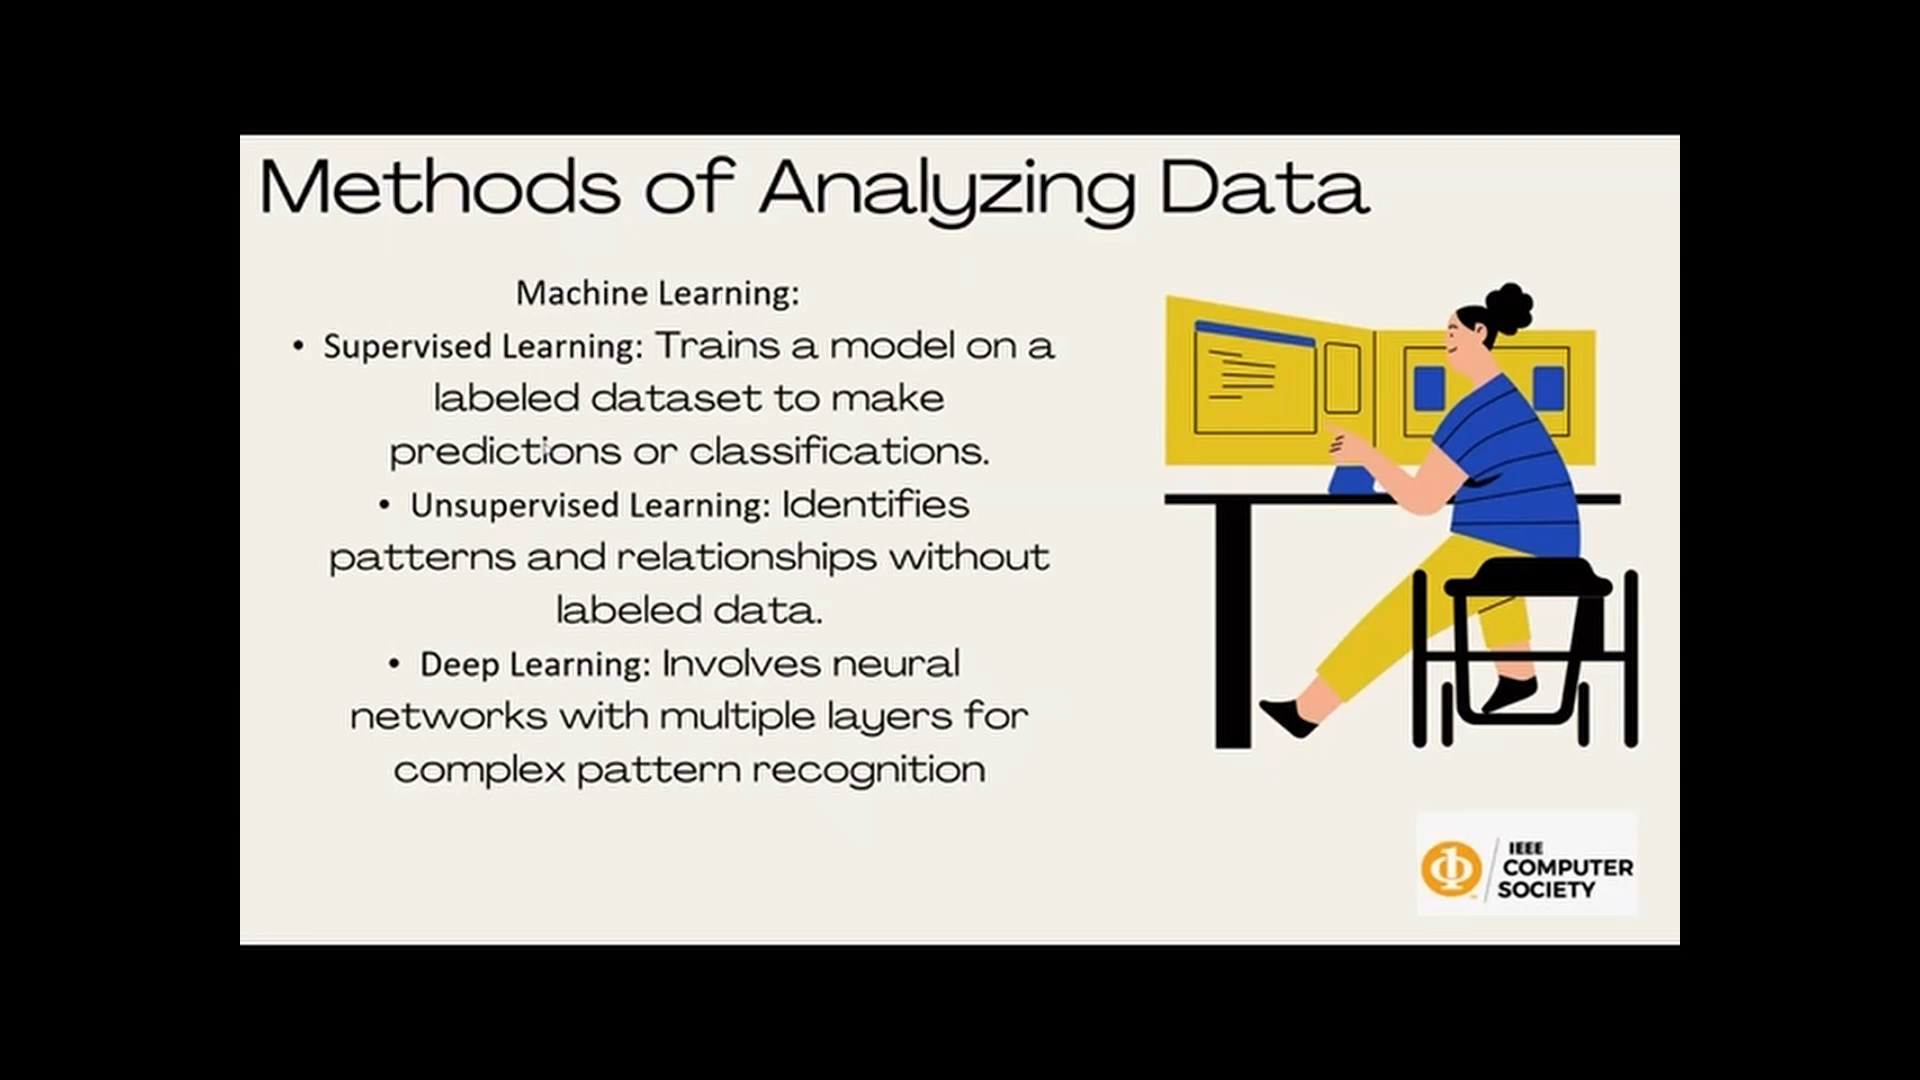 Methods of Analyzing Data
Machine Learning:
• Supervised Learning: Trains a model on a
labeled dataset to make
predictions or classifications.
• Unsupervised Learning: Identifies
patterns and relationships without
labeled data.
• Deep Learning: Involves neural
networks with multiple layers for
complex pattern recognition
IEEE
COMPUTER
SOCIETY